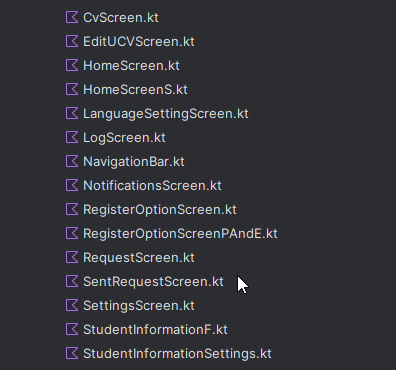 CvScreen.kt
EditUCVScreen.kt
HomeScreen.kt
HomeScreenS.kt
LanguageSettingScreen.kt
LogScreen.kt
NavigationBar.kt
NotificationsScreen.kt
RegisterOptionScreen.kt
RegisterOptionScreenPAndE.kt
RequestScreen.kt
SentRequestScreen.kt
SettingsScreen.kt
StudentInformationF.kt
StudentInformationSettings.kt